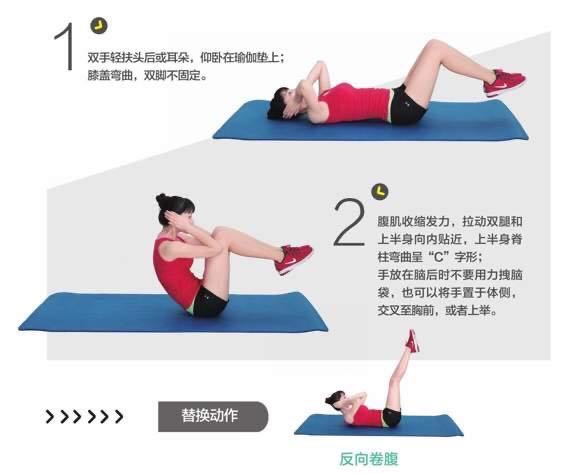 1
双手轻扶头后或耳朵，仰卧在瑜伽垫上；
膝盖弯曲，双脚不固定。
2
腹肌收缩发力，拉动双腿和
上半身向内贴近，上半身脊
柱弯曲呈“C”字形；
手放在脑后时不要用力拽脑
袋，也可以将手置于体侧，
交叉至胸前，或者上举。
替换动作
反向卷腹